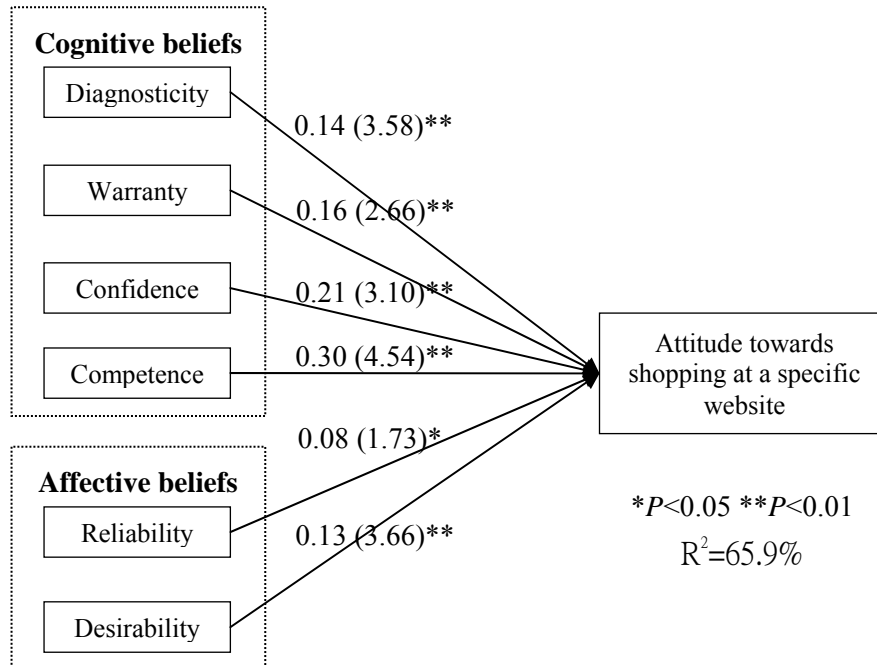 Cognitive beliefs
Diagnosticity
0.14 (3.58)**
Warranty
0.16 (2.66)**
Confidence
0.21 (3.10)**
Competence
0.30 (4.54)**
Attitude towards
shopping at a specific
website
0.08 (1.73)*
Affective beliefs
Reliability
0.13 (3.66)**
Desirability
*P<0.05 **P<0.01
R²=65.9%